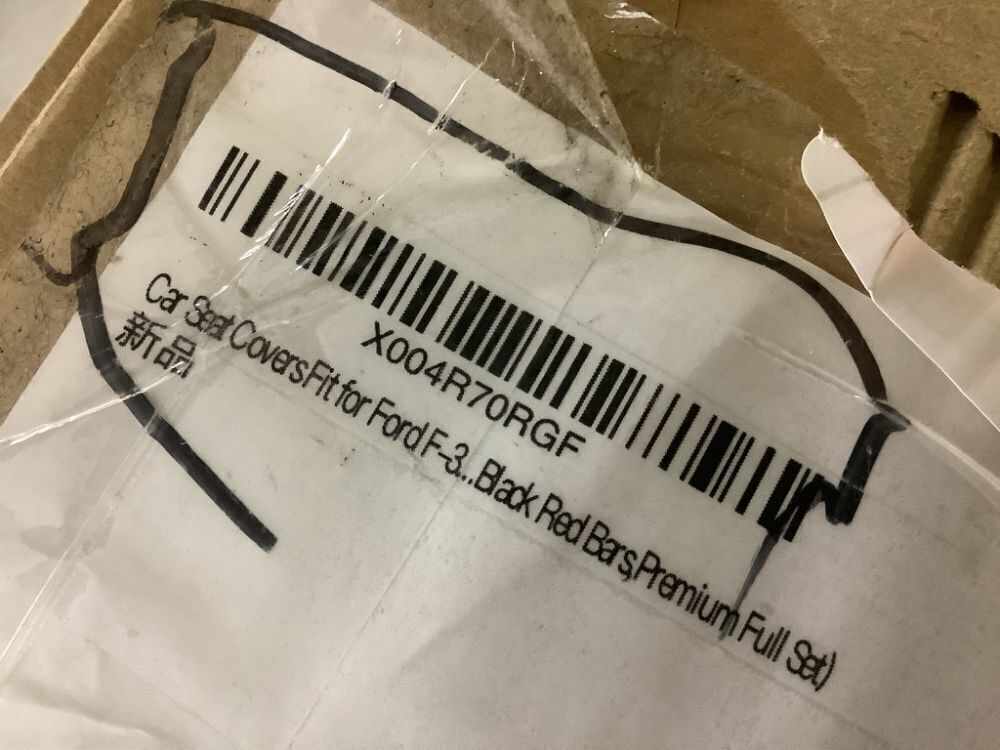 X004R70RGF
Car Seat Covers Fit for Ford F-3...Black Red Bars,Premium Full Set)
新品